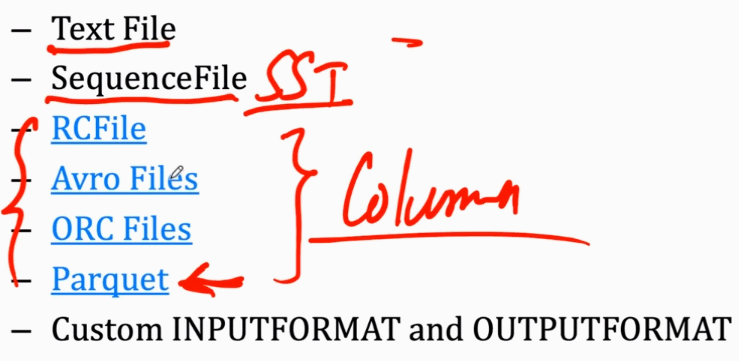 – Text File
– SequenceFile SST
– RCFile
– Avro Files
– ORC Files
– Parquet
Column
– Custom INPUTFORMAT and OUTPUTFORMAT